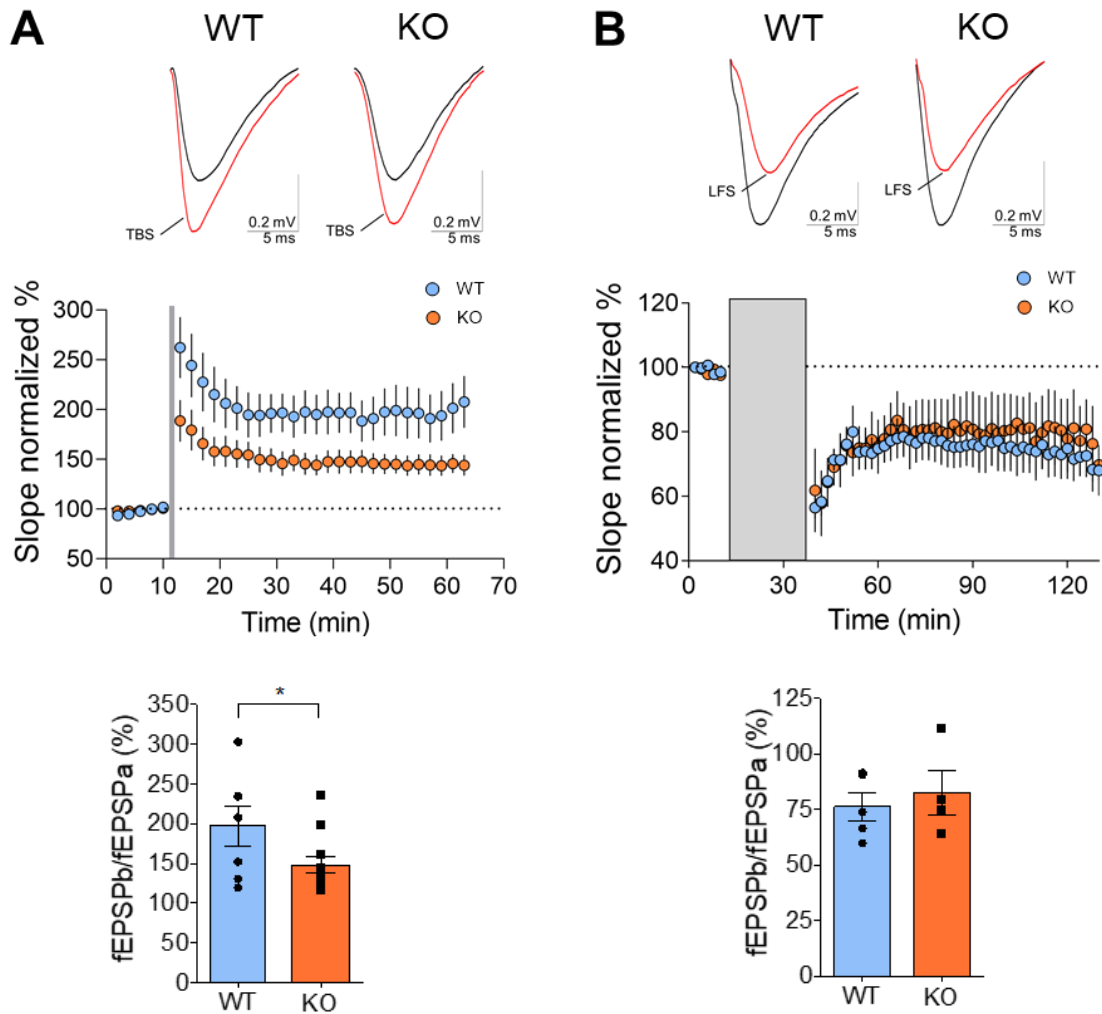 A
WT
KO
TBS
0.2 mV
5 ms
TBS
0.2 mV
5 ms
WT
KO
Slope normalized %
300
250
200
150
100
50
0
10
20
30
40
50
60
70
Time (min)
*
fEPSPb/fEPSPa (%)
350
300
250
200
150
100
50
0
WT
KO
B
WT
KO
LFS
0.2 mV
5 ms
LFS
0.2 mV
5 ms
WT
KO
Slope normalized %
120
100
80
60
40
0
30
60
90
120
Time (min)
fEPSPb/fEPSPa (%)
125
100
75
50
25
0
WT
KO